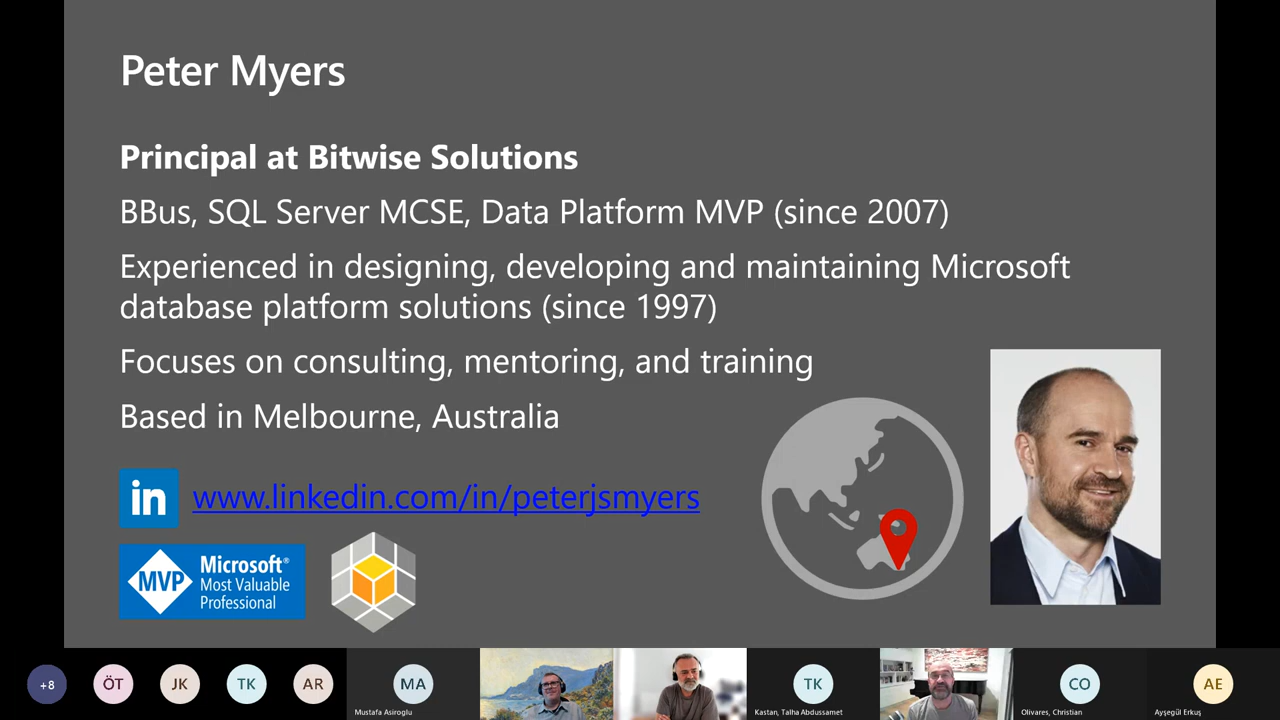 Peter Myers
Principal at Bitwise Solutions
BBus, SQL Server MCSE, Data Platform MVP (since 2007)
Experienced in designing, developing and maintaining Microsoft
database platform solutions (since 1997)
Focuses on consulting, mentoring, and training
Based in Melbourne, Australia
in www.linkedin.com/in/peterjsmyers
MVP
Microsoft®
Most Valuable
Professional
+8 ÖT JK TK AR MA TK CO AE
Mustafa Asiroglu Kastan, Talha Abdussamet Olivares, Christian Ayşegül Erkuş